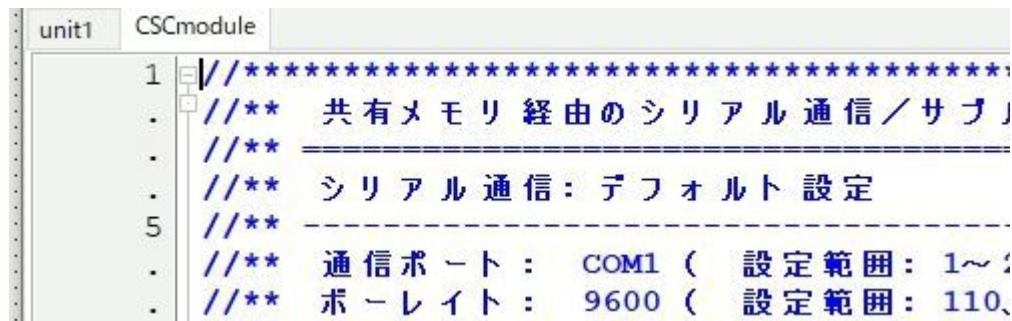 unit1 CSCmodule
1 //****************************************
. //** 共有メモリ経由のシリアル通信／サブ
. //** ====================================
. //** シリアル通信: デフォルト設定
5 //** ------------------------------------
. //** 通信ポート : COM1 ( 設定範囲: 1～
. //** ボーレイト : 9600 ( 設定範囲: 110、